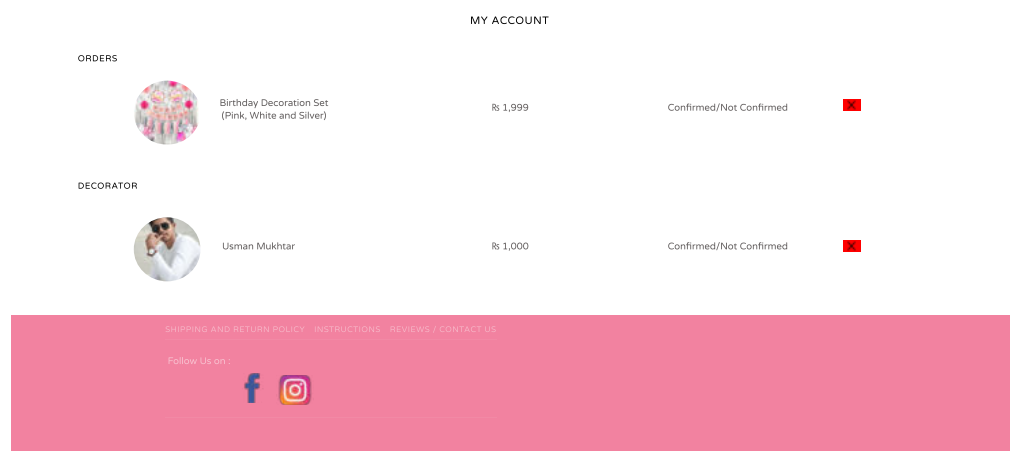 MY ACCOUNT
ORDERS
Birthday Decoration Set
(Pink, White and Silver)
₨ 1,999
Confirmed/Not Confirmed
X
DECORATOR
Usman Mukhtar
₨ 1,000
Confirmed/Not Confirmed
X
SHIPPING AND RETURN POLICY INSTRUCTIONS REVIEWS / CONTACT US
Follow Us on :